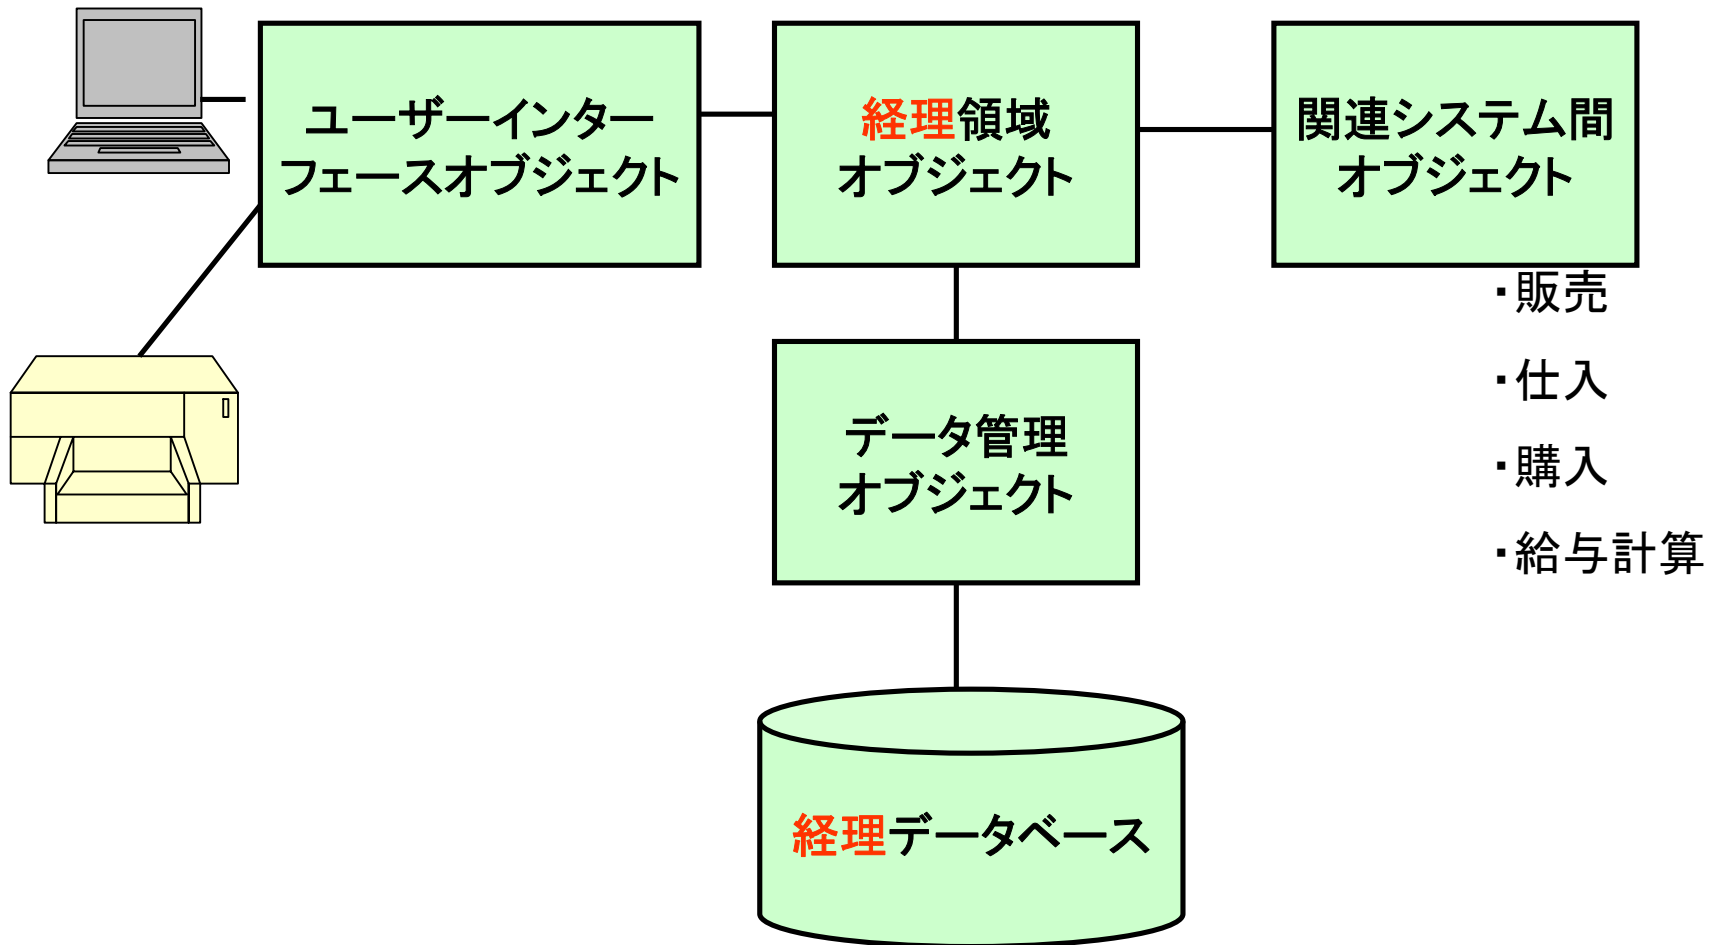 ユーザーインター
フェースオブジェクト
経理領域
オブジェクト
関連システム間
オブジェクト
・販売
・仕入
・購入
・給与計算
データ管理
オブジェクト
経理データベース